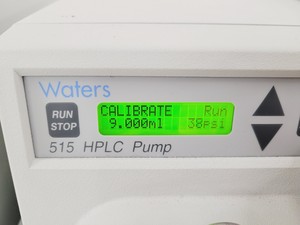 Waters
RUN
STOP
CALIBRATE Run
9.000ml 38psi
515 HPLC Pump